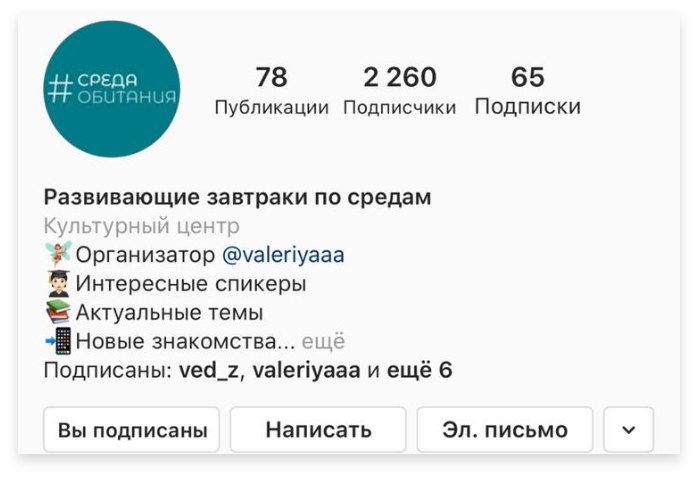 # СРЕДА
ОБИТАНИЯ
78 2 260 65
Публикации Подписчики Подписки
Развивающие завтраки по средам
Культурный центр
🧚Организатор @valeriyaaa
👨🏻‍🎓Интересные спикеры
📚Актуальные темы
📲Новые знакомства... ещё
Подписаны: ved_z, valeriyaaa и ещё 6
Вы подписаны Написать Эл. письмо